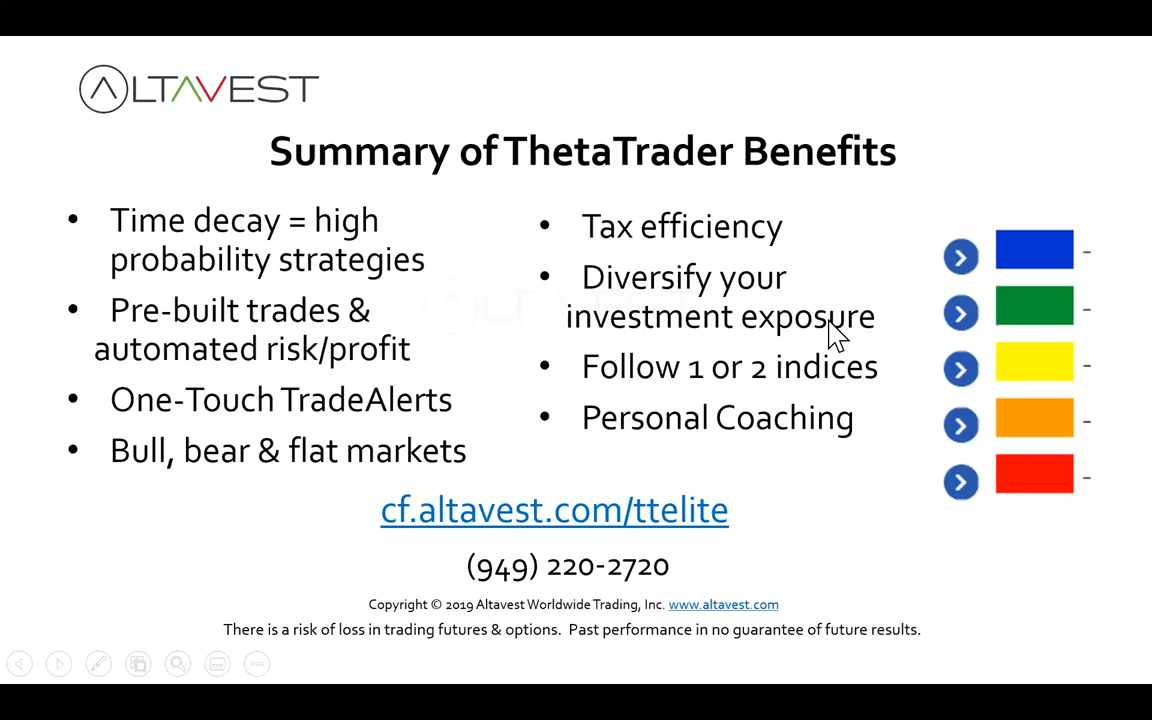 ALTAVEST
Summary of ThetaTrader Benefits
• Time decay = high
probability strategies
• Pre-built trades &
automated risk/profit
• One-Touch TradeAlerts
• Bull, bear & flat markets
• Tax efficiency
• Diversify your
investment exposure
• Follow 1 or 2 indices
• Personal Coaching
-
-
-
-
-
cf.altavest.com/ttelite
(949) 220-2720
Copyright © 2019 Altavest Worldwide Trading, Inc. www.altavest.com
There is a risk of loss in trading futures & options. Past performance in no guarantee of future results.